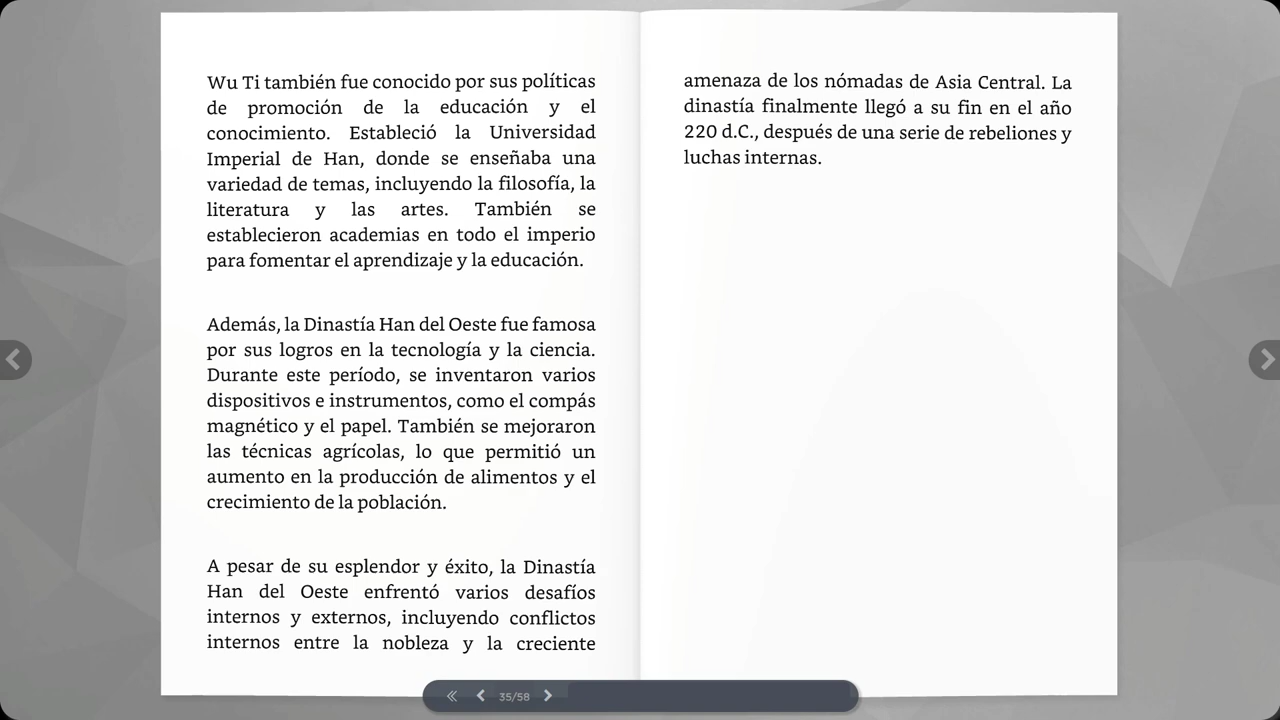 Wu Ti también fue conocido por sus políticas
de promoción de la educación y el
conocimiento. Estableció la Universidad
Imperial de Han, donde se enseñaba una
variedad de temas, incluyendo la filosofía, la
literatura y las artes. También se
establecieron academias en todo el imperio
para fomentar el aprendizaje y la educación.
Además, la Dinastía Han del Oeste fue famosa
por sus logros en la tecnología y la ciencia.
Durante este período, se inventaron varios
dispositivos e instrumentos, como el compás
magnético y el papel. También se mejoraron
las técnicas agrícolas, lo que permitió un
aumento en la producción de alimentos y el
crecimiento de la población.
A pesar de su esplendor y éxito, la Dinastía
Han del Oeste enfrentó varios desafíos
internos y externos, incluyendo conflictos
internos entre la nobleza y la creciente
amenaza de los nómadas de Asia Central. La
dinastía finalmente llegó a su fin en el año
220 d.C., después de una serie de rebeliones y
luchas internas.
35/58